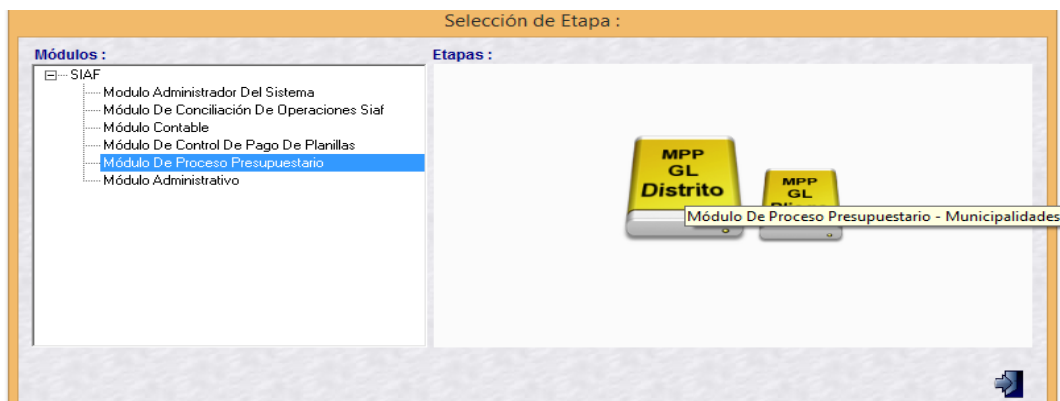 Selección de Etapa :
Módulos :
Etapas :
SIAF
Modulo Administrador Del Sistema
Módulo De Conciliación De Operaciones Siaf
Módulo Contable
Módulo De Control De Pago De Planillas
Módulo De Proceso Presupuestario
Módulo Administrativo
MPP
GL
Distrito
MPP
GL
Módulo De Proceso Presupuestario - Municipalidades